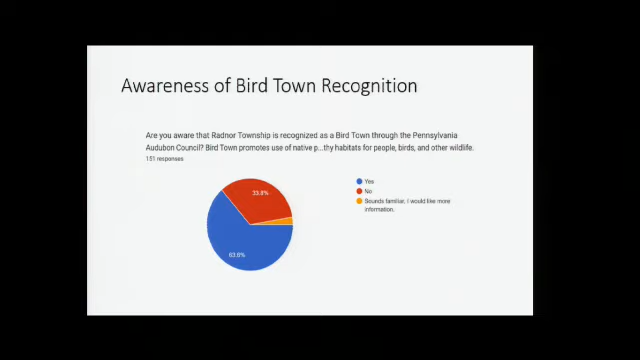 Awareness of Bird Town Recognition
Are you aware that Radnor Township is recognized as a Bird Town through the Pennsylvania
Audubon Council? Bird Town promotes use of native p...thy habitats for people, birds, and other wildlife.
151 responses
Yes
No
Sounds familiar, I would like more
information.
33.8%
63.6%